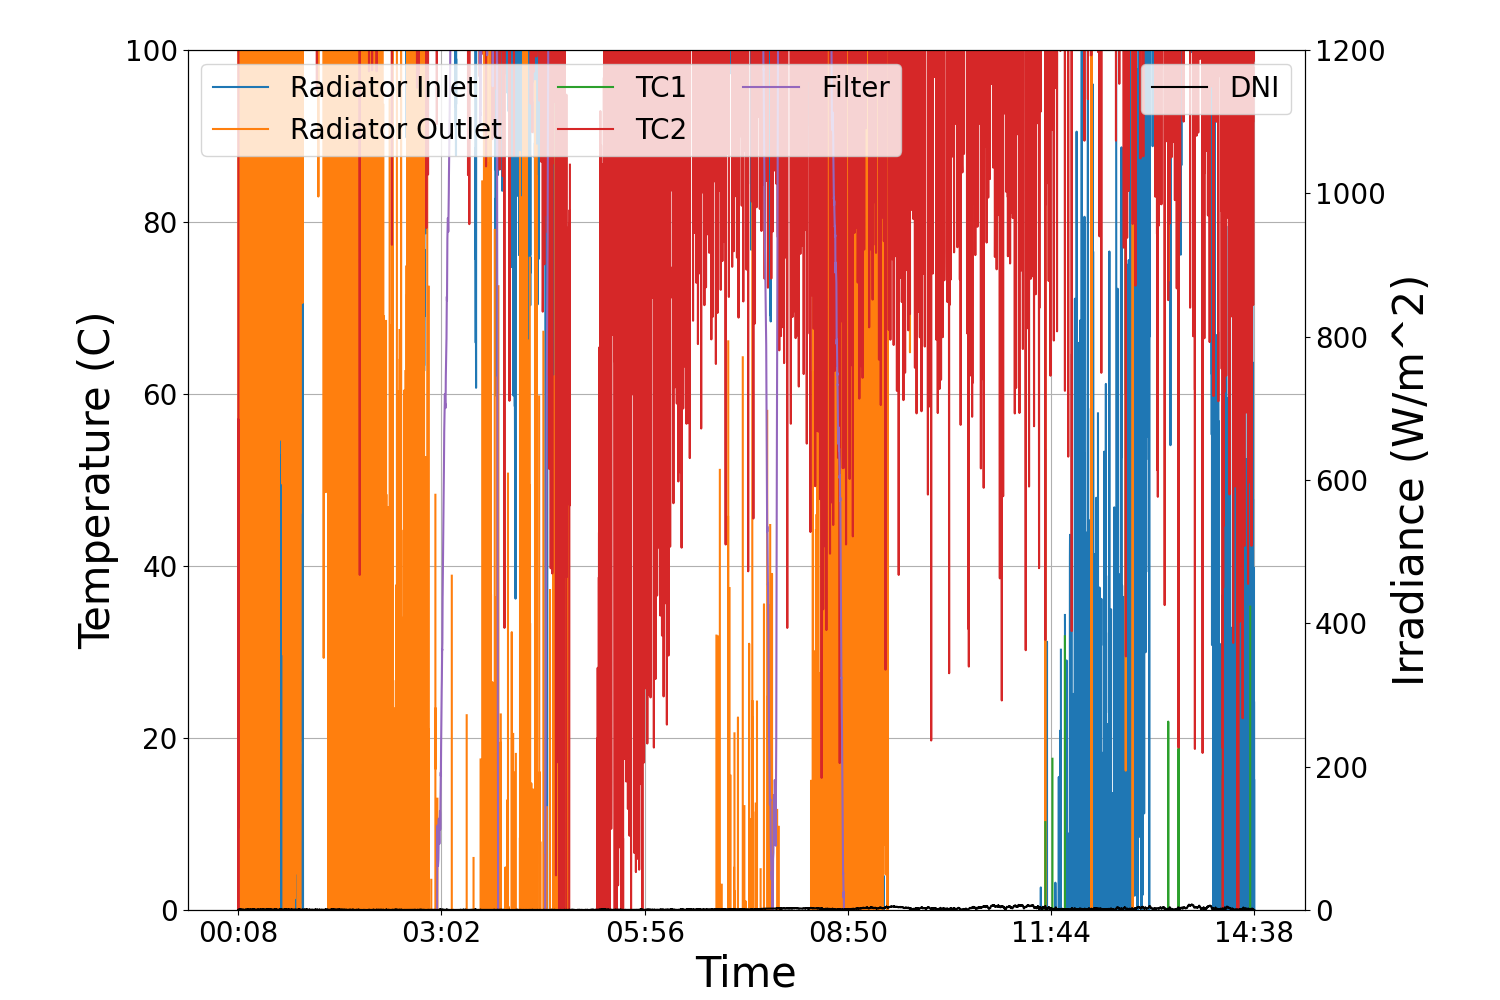 100
80
60
40
20
0
Temperature (C)
Radiator Inlet
Radiator Outlet
TC1
TC2
Filter
DNI
1200
1000
800
600
400
200
0
Irradiance (W/m^2)
00:08 03:02 05:56 08:50 11:44 14:38
Time